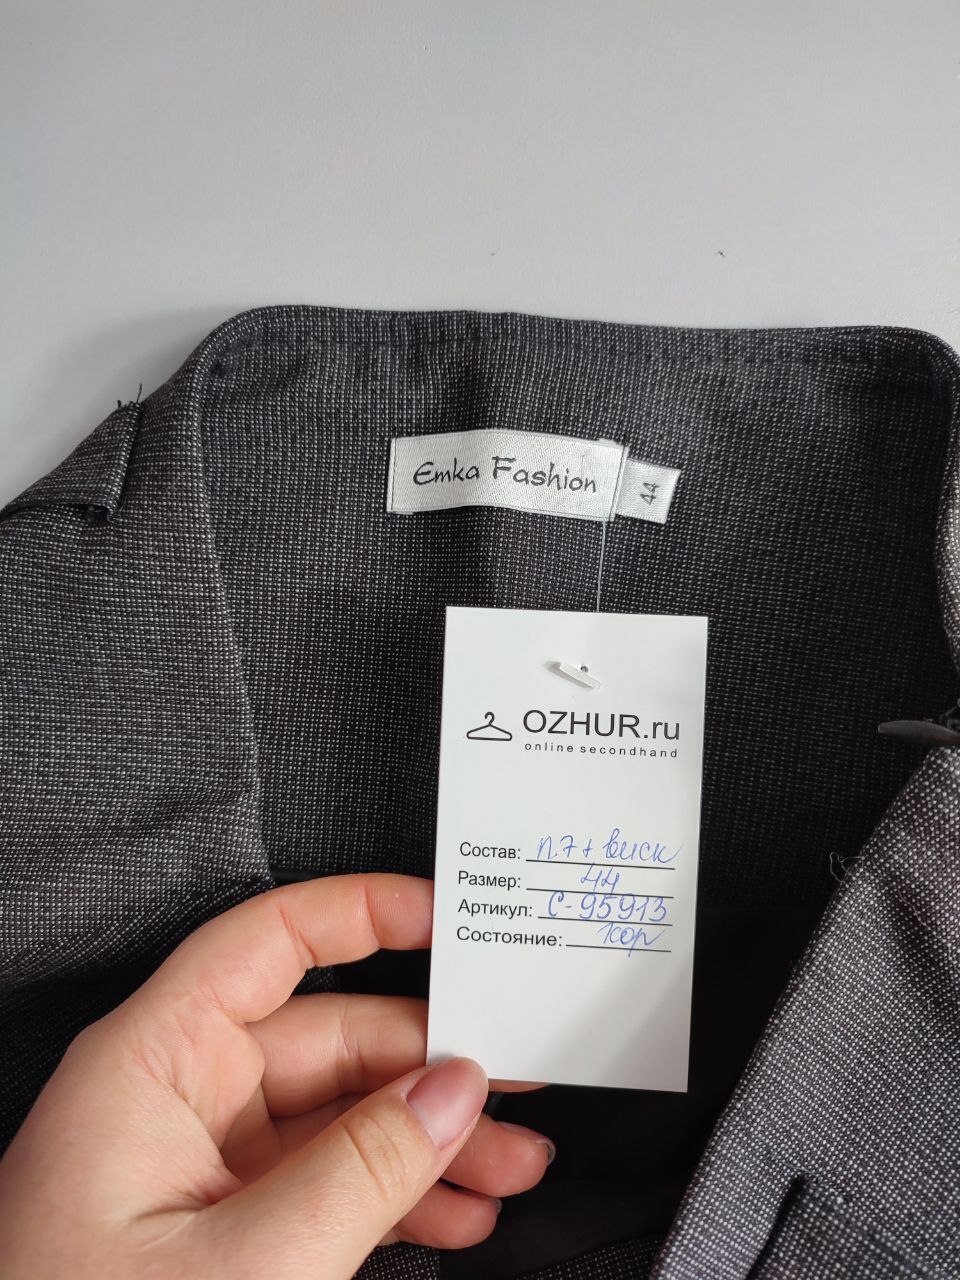 Emka Fashion
44
OZHUR.ru
online secondhand
Состав: п.э + виск
Размер: 44
Артикул: С-95913
Состояние: хор